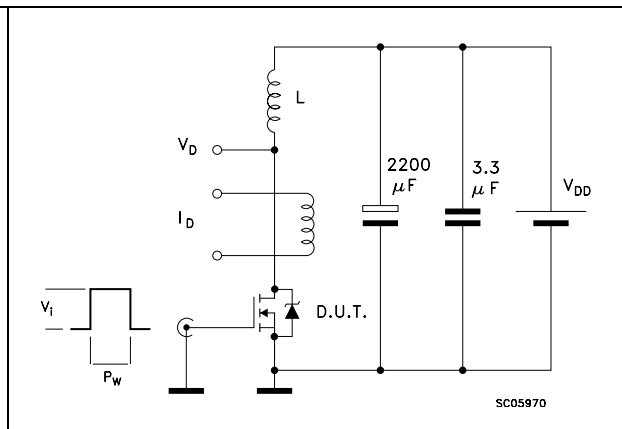 L
V_D
2200
μF
3.3
μF
V_DD
I_D
D.U.T.
V_i
P_W
SC05970